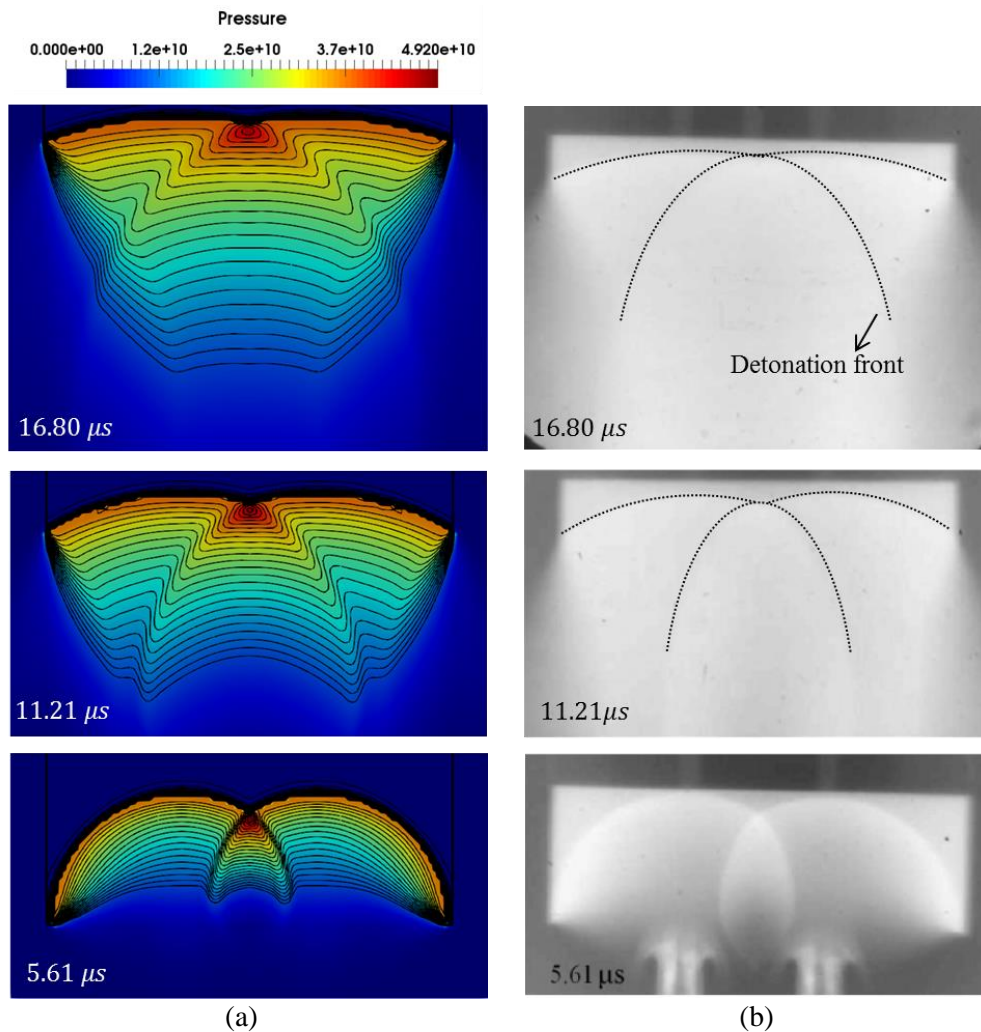 Pressure
0.000e+00 1.2e+10 2.5e+10 3.7e+10 4.920e+10
16.80 μs
Detonation front
16.80 μs
11.21 μs
11.21μs
5.61 μs
5.61 μs
(a)
(b)